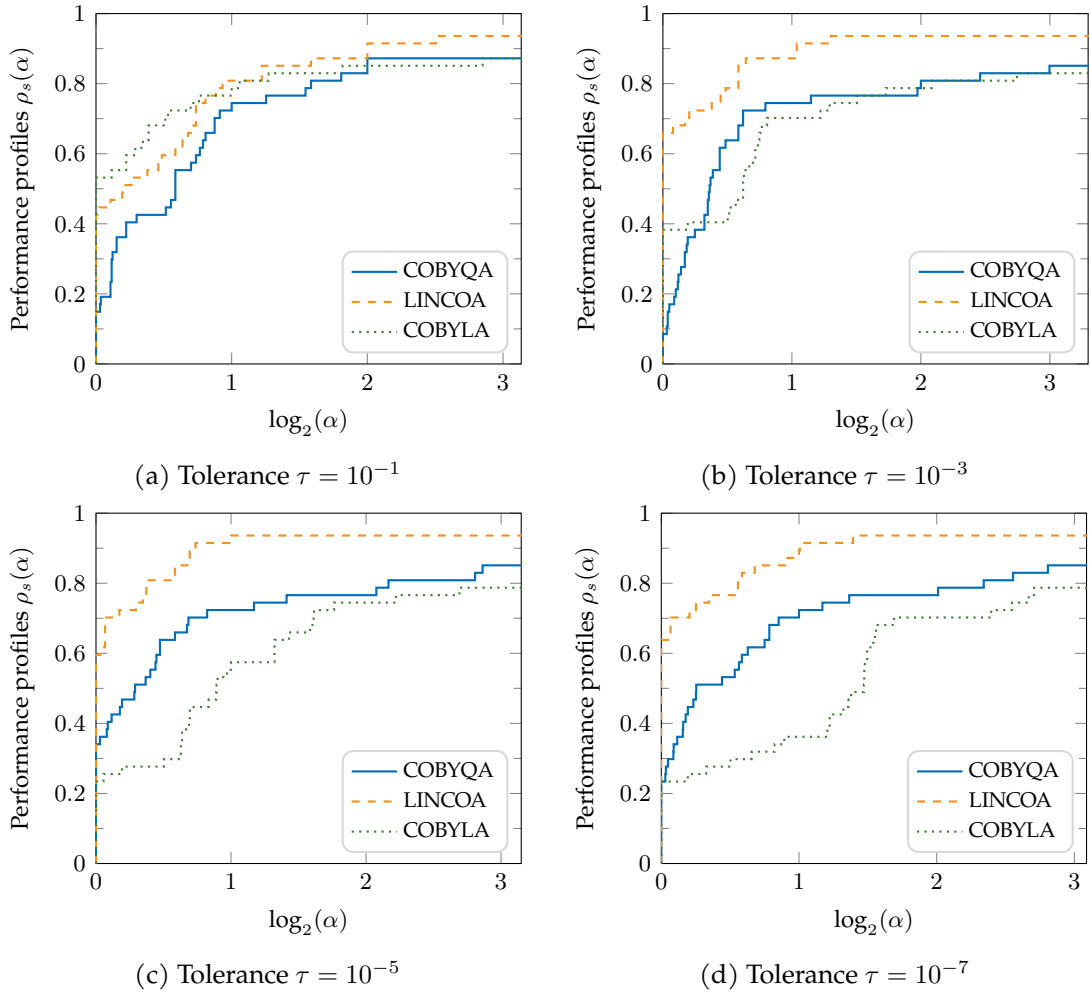 1
0.8
0.6
0.4
0.2
0
0 1 2 3
Performance profiles ρₛ(α)
log₂(α)
COBYQA
LINCOA
COBYLA
(a) Tolerance τ = 10⁻¹
1
0.8
0.6
0.4
0.2
0
0 1 2 3
Performance profiles ρₛ(α)
log₂(α)
COBYQA
LINCOA
COBYLA
(b) Tolerance τ = 10⁻³
1
0.8
0.6
0.4
0.2
0
0 1 2 3
Performance profiles ρₛ(α)
log₂(α)
COBYQA
LINCOA
COBYLA
(c) Tolerance τ = 10⁻⁵
1
0.8
0.6
0.4
0.2
0
0 1 2 3
Performance profiles ρₛ(α)
log₂(α)
COBYQA
LINCOA
COBYLA
(d) Tolerance τ = 10⁻⁷